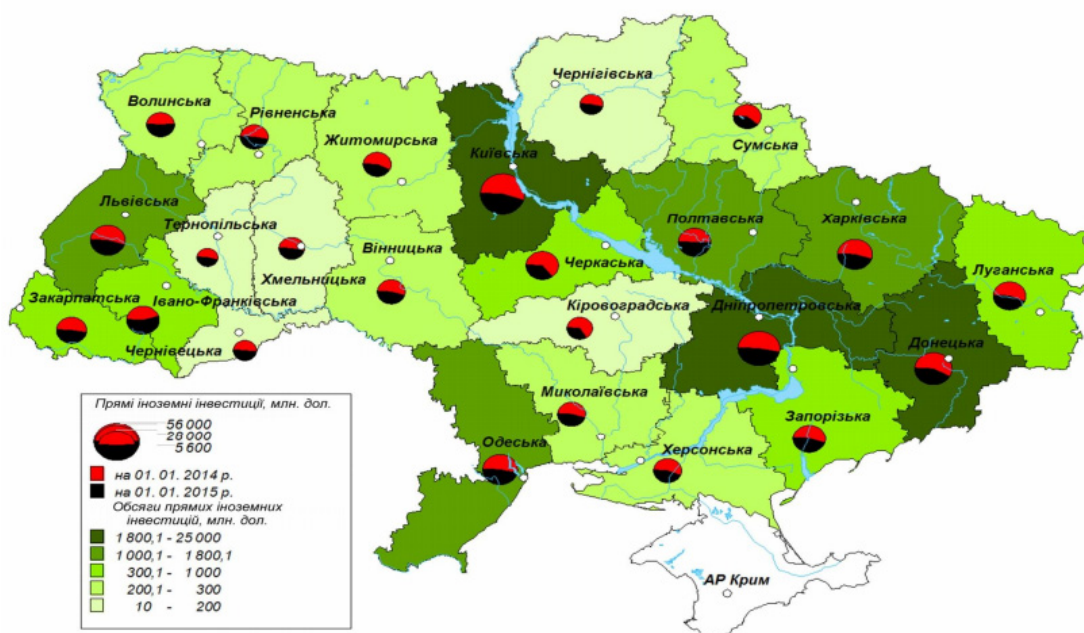 Чернігівська
Волинська
Рівненська
Житомирська
Сумська
Київська
Львівська
Тернопільська
Полтавська
Харківська
Хмельницька
Вінницька
Черкаська
Луганська
Закарпатська
Івано-Франківська
Кіровоградська
Дніпропетровська
Донецька
Чернівецька
Миколаївська
Запорізька
Одеська
Херсонська
АР Крим
Прямі іноземні інвестиції, млн. дол.
56 000
28 000
5 600
на 01. 01. 2014 р.
на 01. 01. 2015 р.
Обсяги прямих іноземних
інвестицій, млн. дол.
1 800,1 - 25 000
1 000,1 - 1 800,1
300,1 - 1 000
200,1 - 300
10 - 200